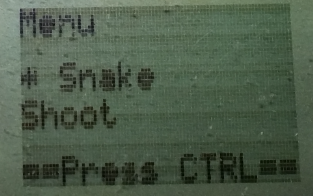 Menu
* Snake
Shoot
==Press CTRL==